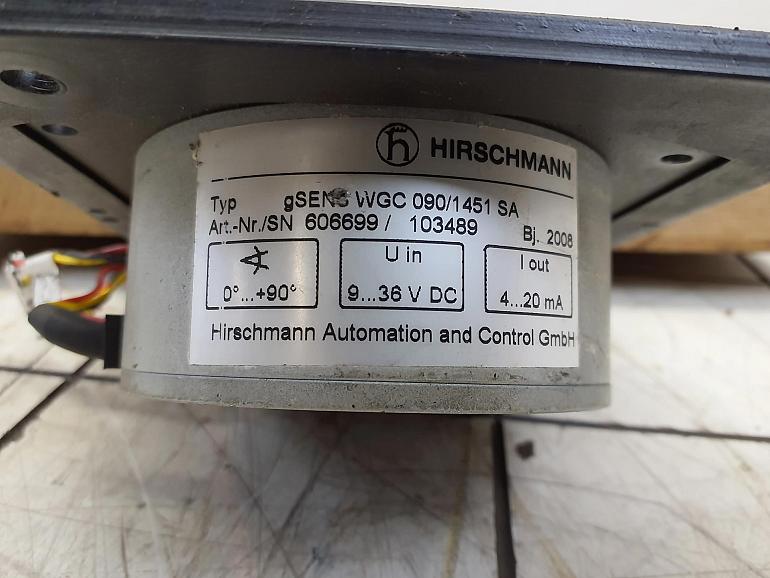 HIRSCHMANN
Typ gSENS WGC 090/1451 SA
Art.-Nr./SN 606699 / 103489 Bj. 2008
U in I out
0°...+90° 9...36 V DC 4...20 mA
Hirschmann Automation and Control GmbH